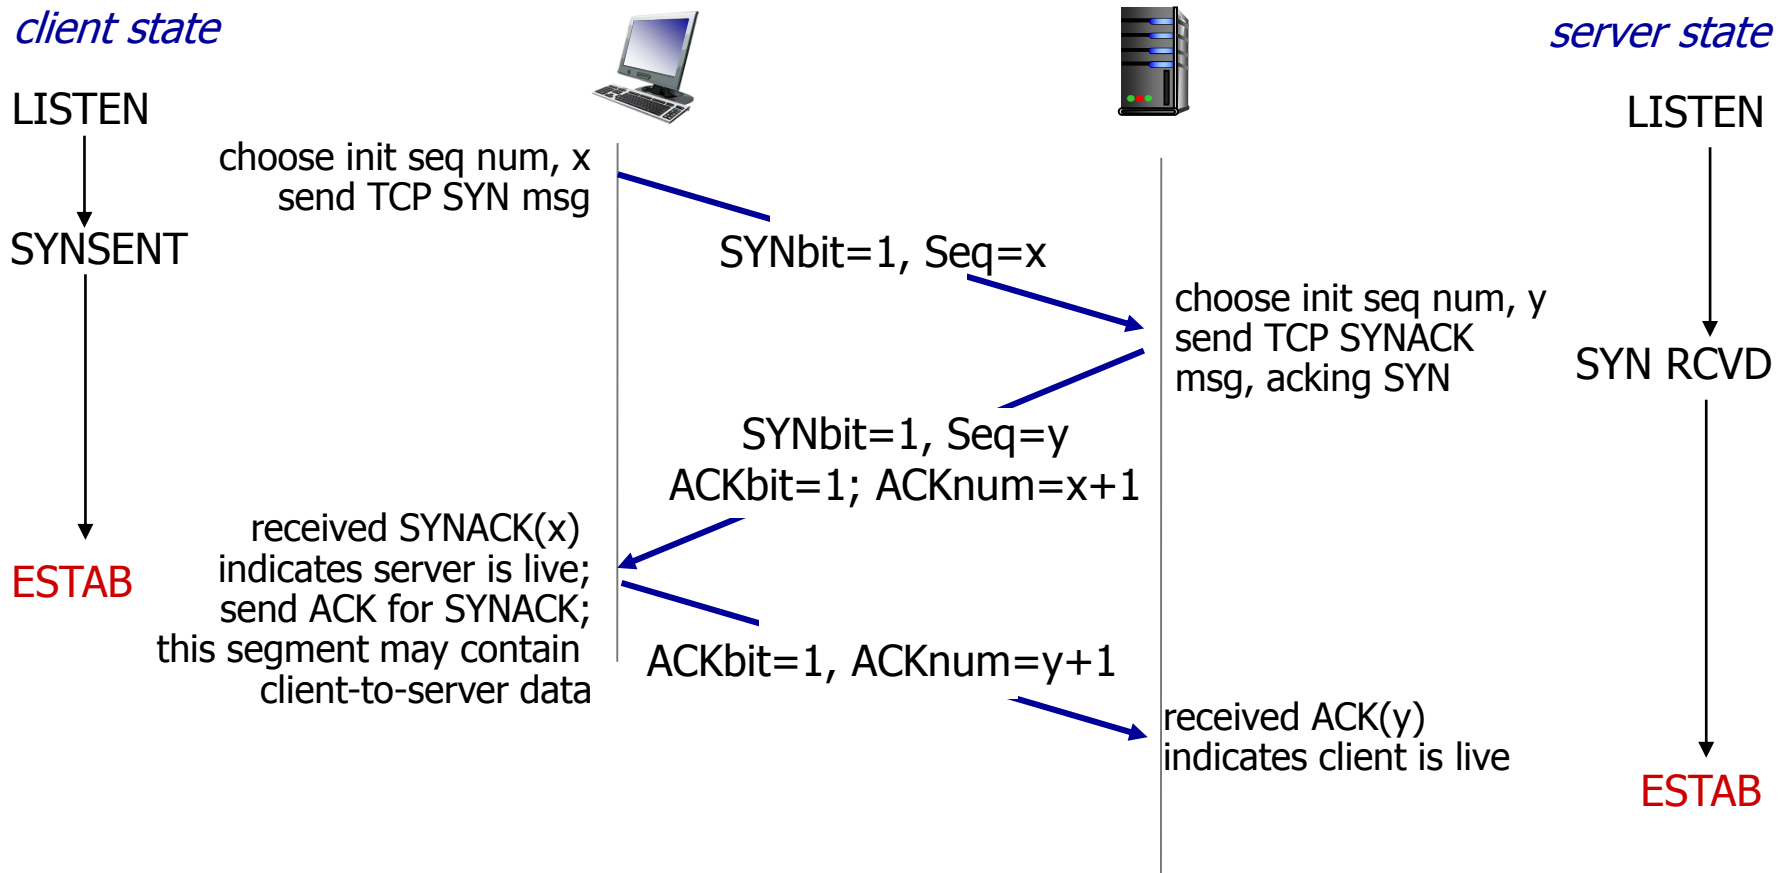 client state
server state
LISTEN
LISTEN
choose init seq num, x
send TCP SYN msg
SYNSENT
SYNbit=1, Seq=x
choose init seq num, y
send TCP SYNACK
msg, acking SYN
SYN RCVD
SYNbit=1, Seq=y
ACKbit=1; ACKnum=x+1
received SYNACK(x)
indicates server is live;
send ACK for SYNACK;
this segment may contain
client-to-server data
ESTAB
ACKbit=1, ACKnum=y+1
received ACK(y)
indicates client is live
ESTAB